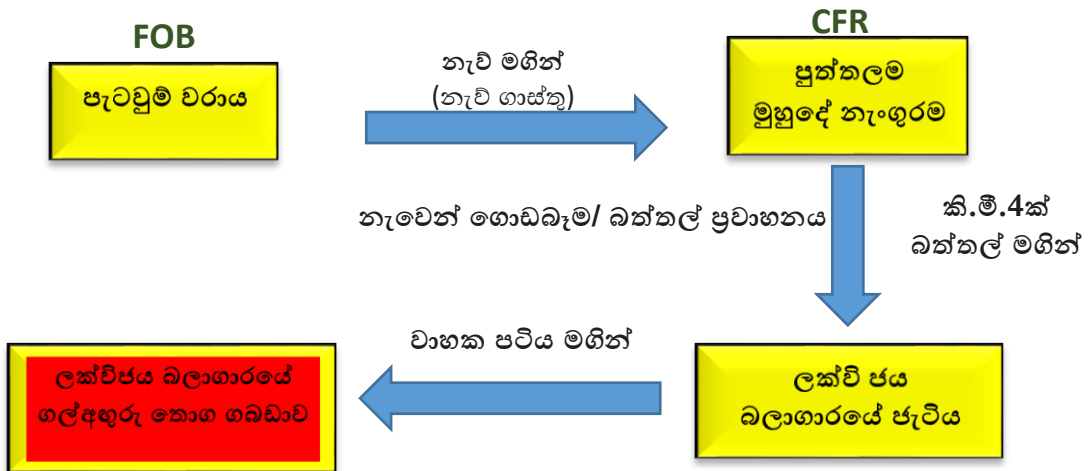 FOB
පැටවුම් වරාය
නැව් මගින්
(නැව් ගාස්තු)
CFR
පුත්තලම
මුහුදේ නැංගුරම
නැවෙන් ගොඩබෑම/ බත්තල් ප්‍රවාහනය
කි.මී.4ක්
බත්තල් මගින්
ලක්වි ජය
බලාගාරයේ ජැටිය
වාහක පටිය මගින්
ලක්විජය බලාගාරයේ
ගල්අඟුරු තොග ගබඩාව